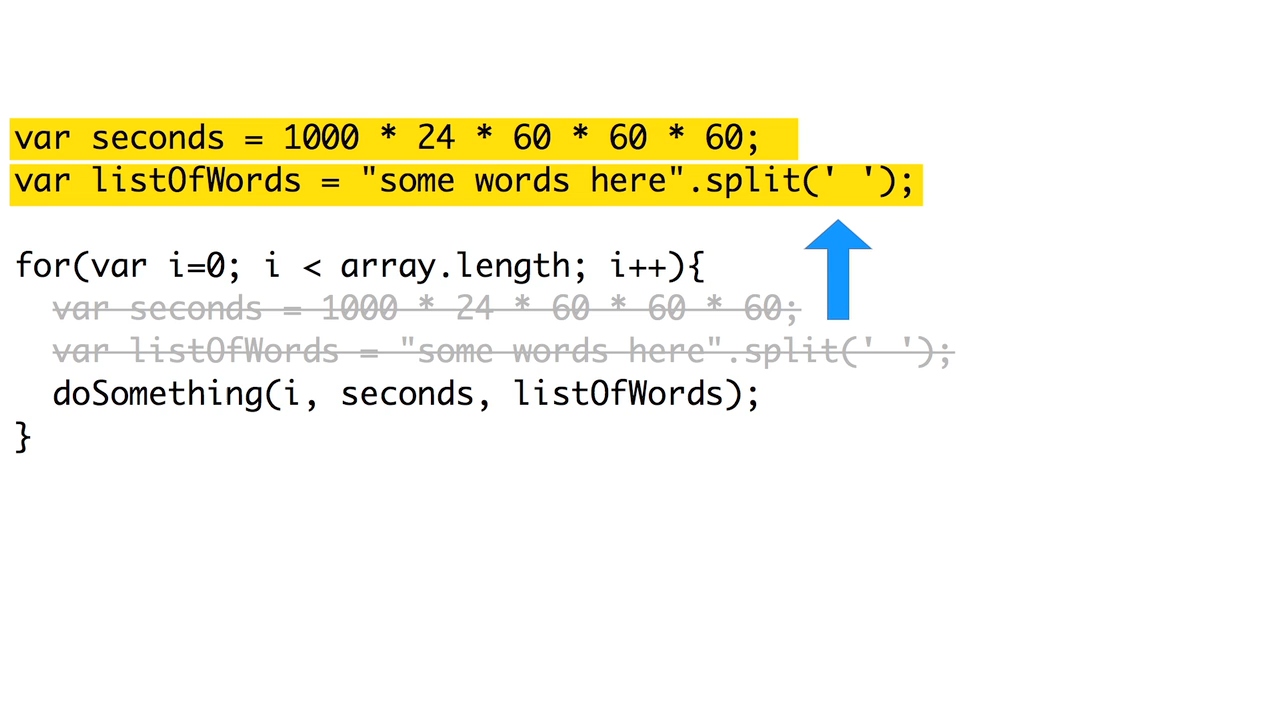 var seconds = 1000 * 24 * 60 * 60 * 60;
var listOfWords = "some words here".split(' ');
for(var i=0; i < array.length; i++){
var seconds = 1000 * 24 * 60 * 60 * 60;
var listOfWords = "some words here".split(' ');
doSomething(i, seconds, listOfWords);
}